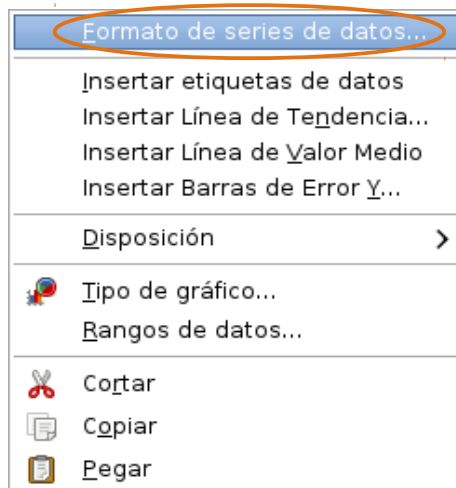 Formato de series de datos...
Insertar etiquetas de datos
Insertar Línea de Tendencia...
Insertar Línea de Valor Medio
Insertar Barras de Error Y...
Disposición
Tipo de gráfico...
Rangos de datos...
Cortar
Copiar
Pegar